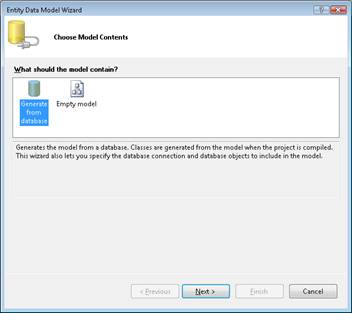 Entity Data Model Wizard
Choose Model Contents
What should the model contain?
Generate from database
Empty model
Generates the model from a database. Classes are generated from the model when the project is compiled.
This wizard also lets you specify the database connection and database objects to include in the model.
< Previous
Next >
Finish
Cancel